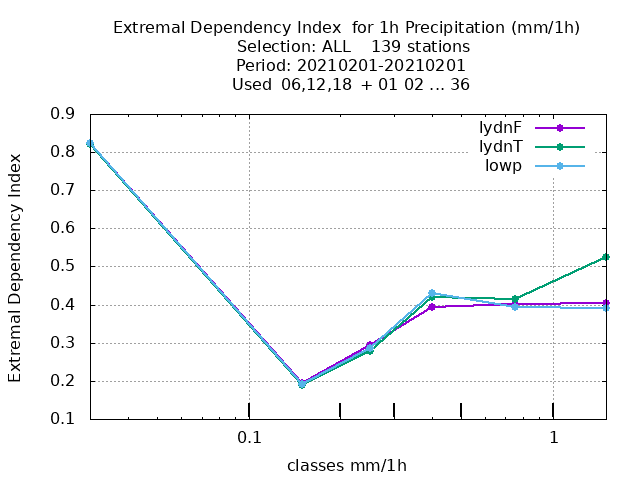 Extremal Dependency Index  for 1h Precipitation (mm/1h)
Selection: ALL    139 stations
Period: 20210201-20210201
Used  06,12,18  + 01 02 ... 36
lydnF
lydnT
lowp
Extremal Dependency Index
0.9
0.8
0.7
0.6
0.5
0.4
0.3
0.2
0.1
0.1
1
classes mm/1h